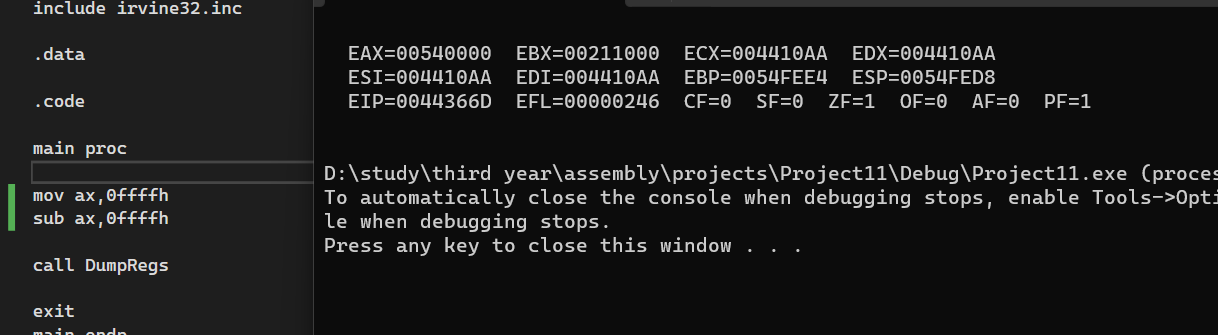 include irvine32.inc
.data
.code
main proc
mov ax,0ffffh
sub ax,0ffffh
call DumpRegs
exit
main endp
EAX=00540000  EBX=00211000  ECX=004410AA  EDX=004410AA
ESI=004410AA  EDI=004410AA  EBP=0054FEE4  ESP=0054FED8
EIP=0044366D  EFL=00000246  CF=0  SF=0  ZF=1  OF=0  AF=0  PF=1
D:\study\third year\assembly\projects\Project11\Debug\Project11.exe (proces
To automatically close the console when debugging stops, enable Tools->Opti
le when debugging stops.
Press any key to close this window . . .